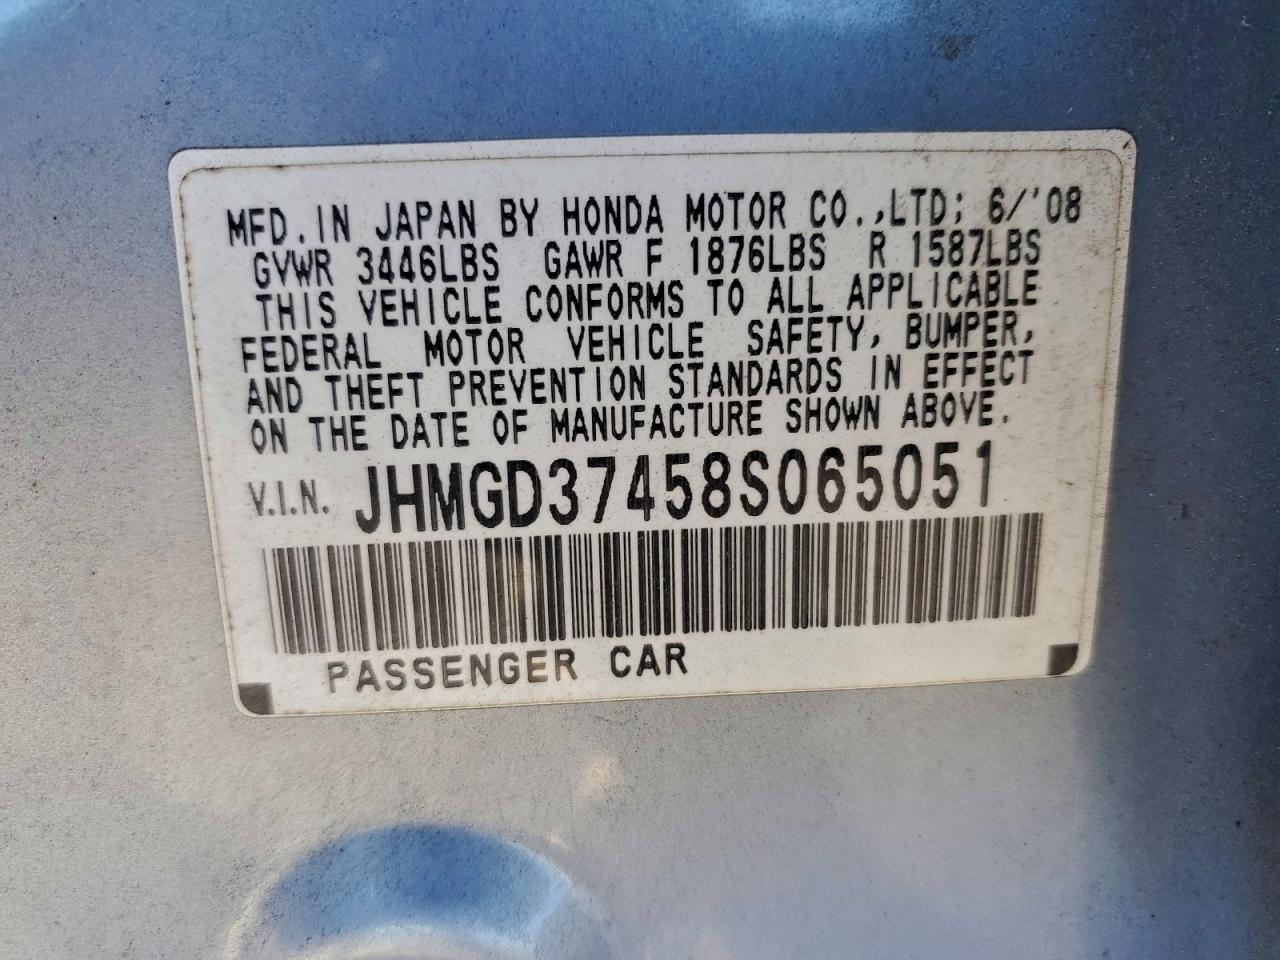 MFD. IN JAPAN BY HONDA MOTOR CO.,LTD; 6/'08
GVWR 3446LBS GAWR F 1876LBS R 1587LBS
THIS VEHICLE CONFORMS TO ALL APPLICABLE
FEDERAL MOTOR VEHICLE SAFETY, BUMPER,
AND THEFT PREVENTION STANDARDS IN EFFECT
ON THE DATE OF MANUFACTURE SHOWN ABOVE.
V.I.N. JHMGD37458S065051
PASSENGER CAR